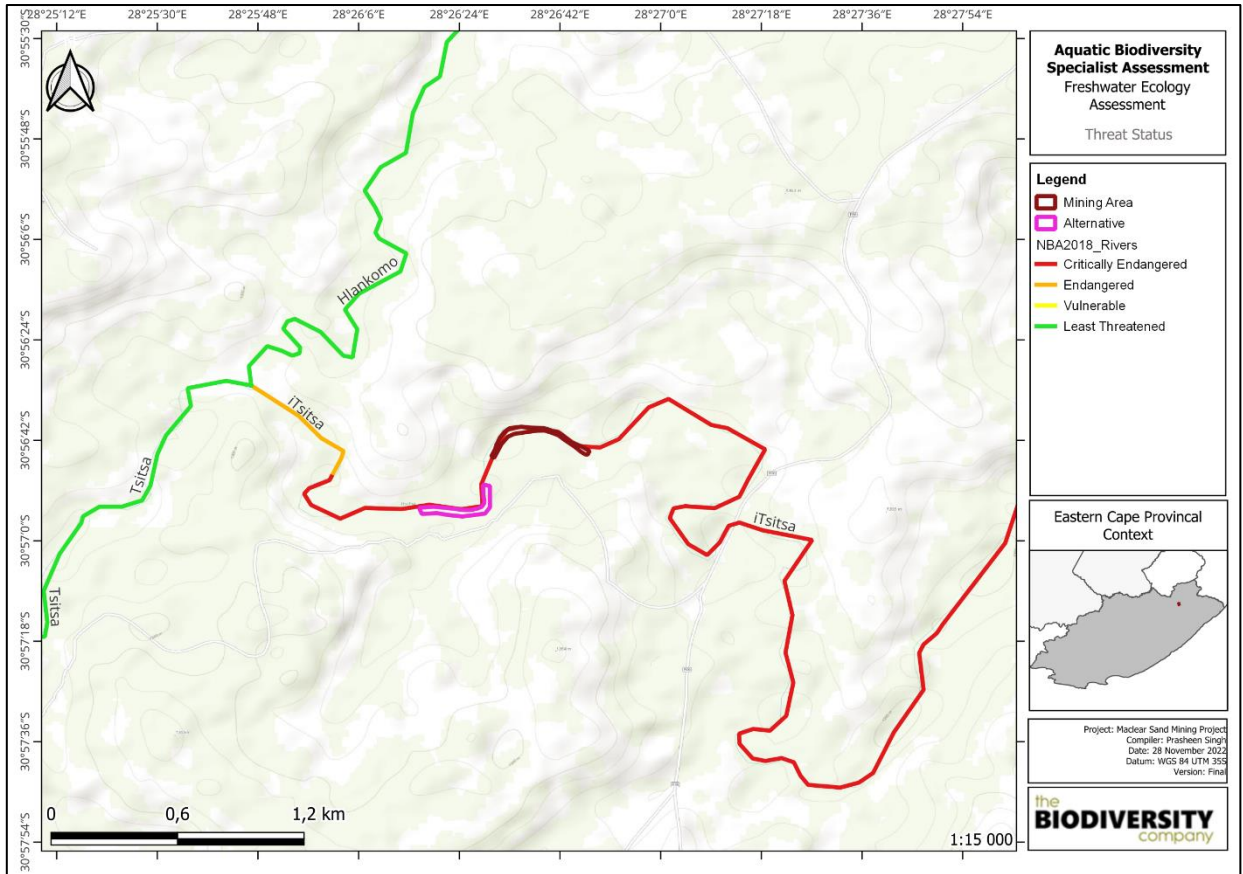 28°25'12"E
28°25'30"E
28°25'48"E
28°26'6"E
28°26'24"E
28°26'42"E
28°27'0"E
28°27'18"E
28°27'36"E
28°27'54"E
30°55'30"S
30°55'48"S
30°56'6"S
30°56'24"S
30°56'42"S
30°57'0"S
30°57'18"S
30°57'36"S
30°57'54"S
Hlankomo
iTsitsa
Tsitsa
iTsitsa
Tsitsa
0
0,6
1,2 km
1:15 000
Aquatic Biodversity
Specialist Assessment
Freshwater Ecology
Assessment
Threat Status
Legend
Mining Area
Alternative
NBA2018_Rivers
Critically Endangered
Endangered
Vulnerable
Least Threatened
Eastern Cape Provincal
Context
Project: Maclear Sand Mining Project
Compiler: Prasheen Singh
Date: 28 November 2022
Datum: WGS 84 UTM 35S
Version: Final
the
BIODIVERSITY
company